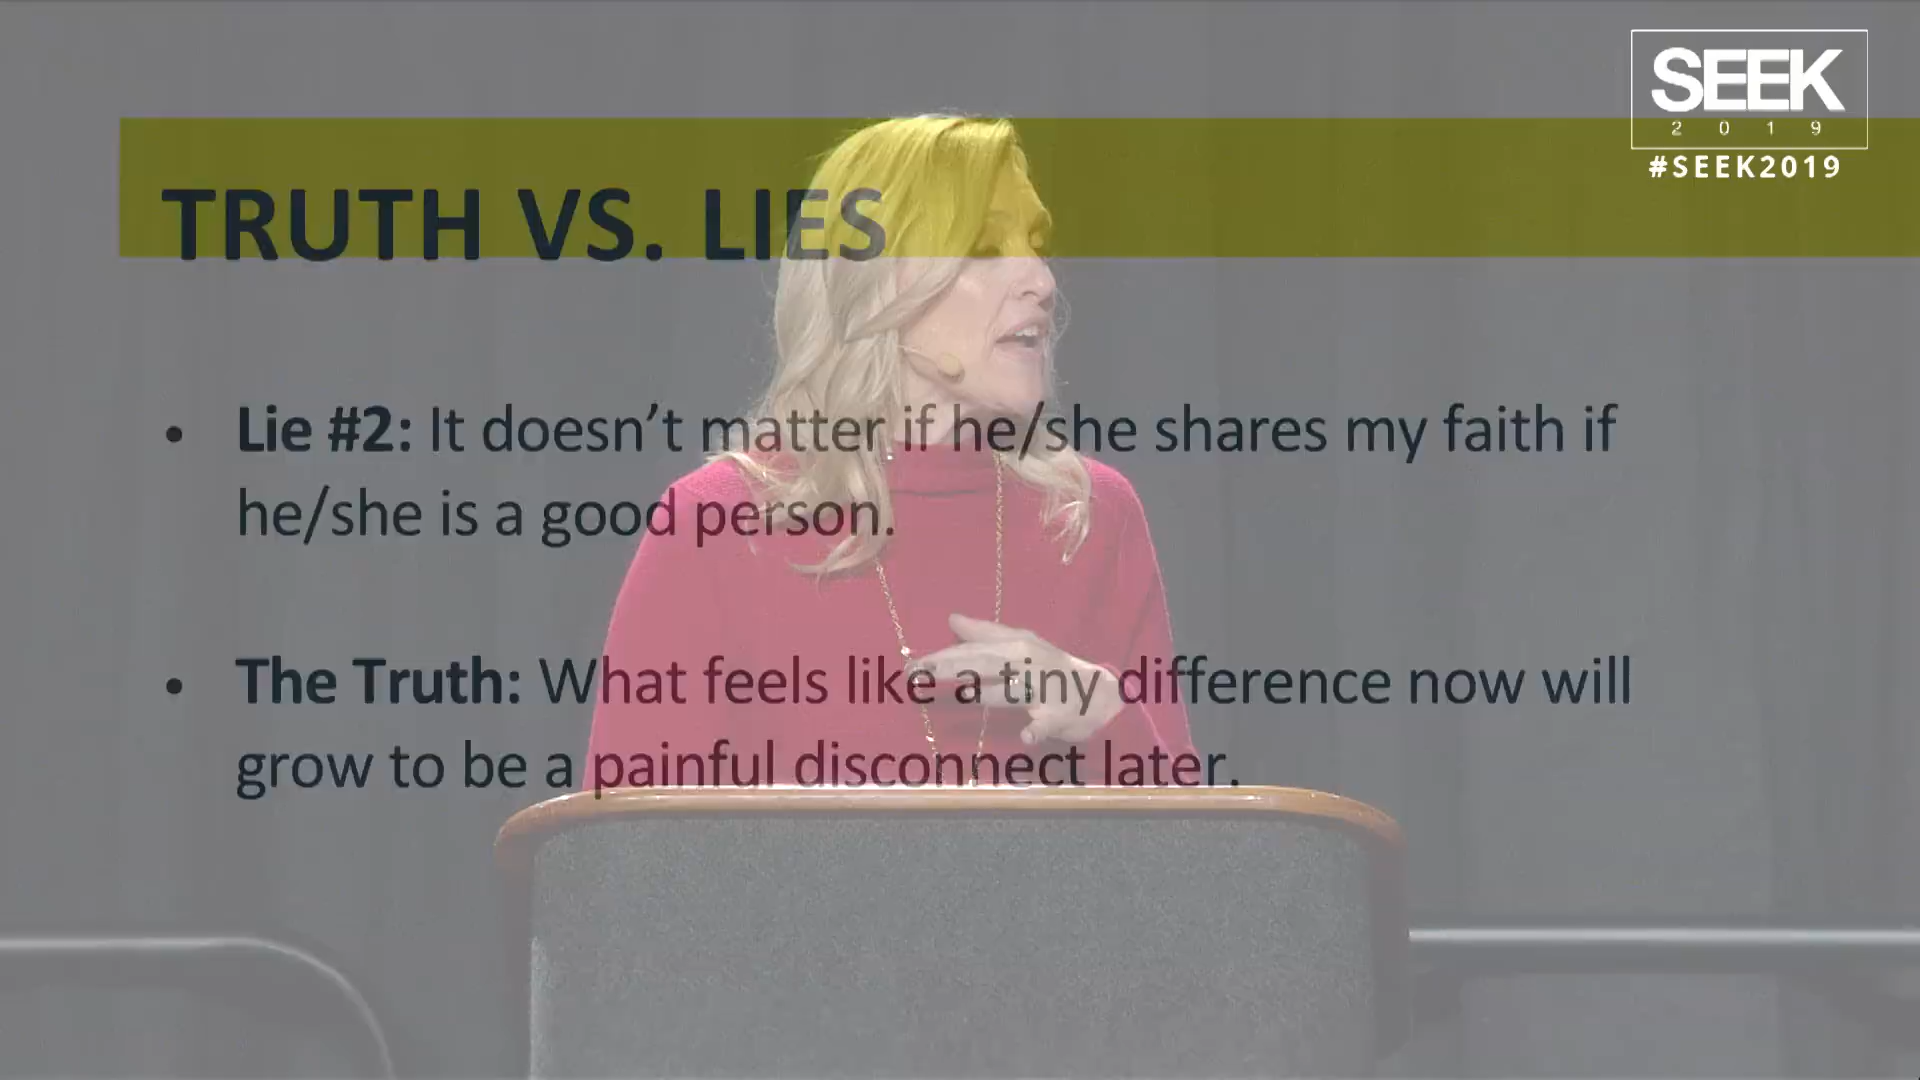 SEEK
2 0 1 9
#SEEK2019
TRUTH VS. LIES
• Lie #2: It doesn't matter if he/she shares my faith if
he/she is a good person.
• The Truth: What feels like a tiny difference now will
grow to be a painful disconnect later.